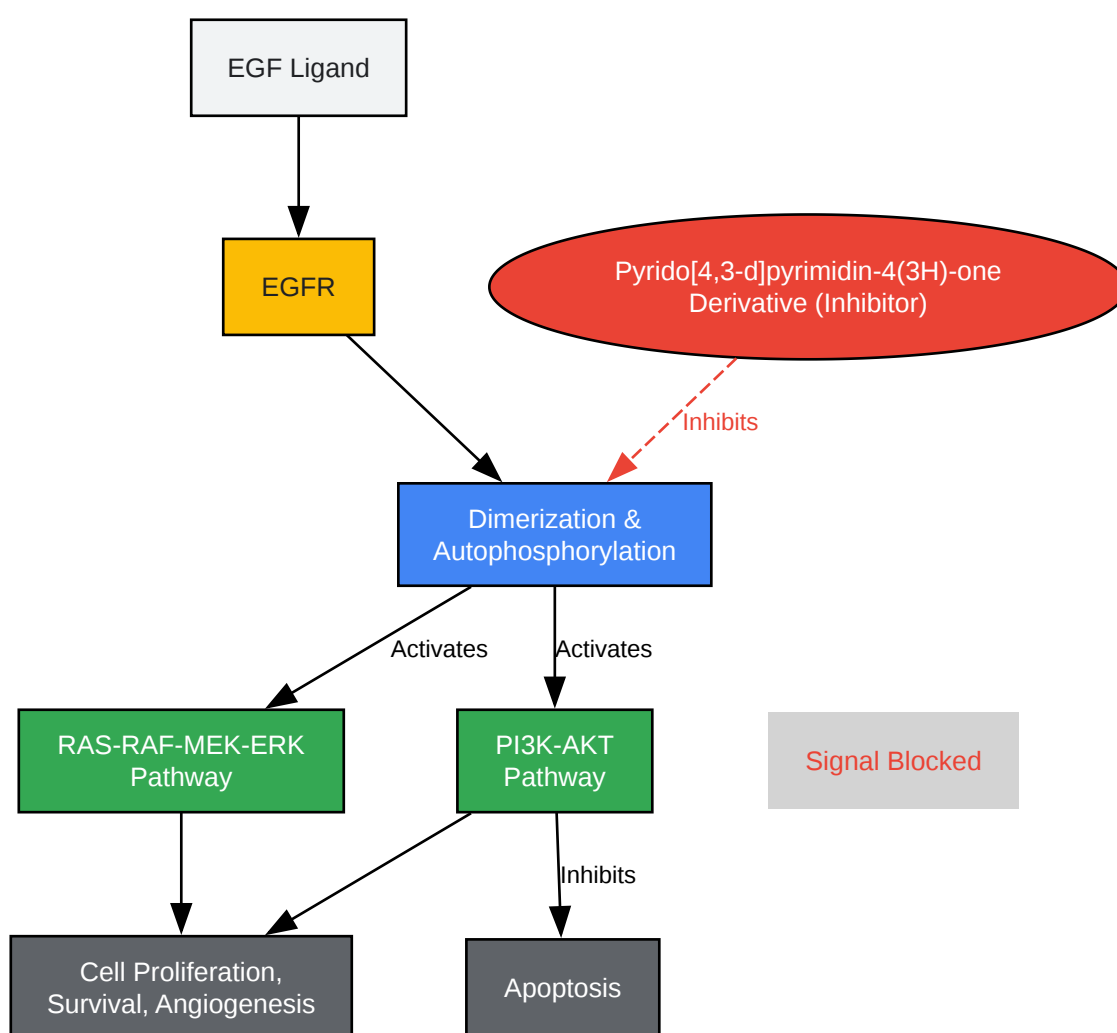 EGF Ligand
EGFR
Pyrido[4,3-d]pyrimidin-4(3H)-one
Derivative (Inhibitor)
Inhibits
Dimerization &
Autophosphorylation
Activates
Activates
RAS-RAF-MEK-ERK
Pathway
PI3K-AKT
Pathway
Signal Blocked
Inhibits
Cell Proliferation,
Survival, Angiogenesis
Apoptosis